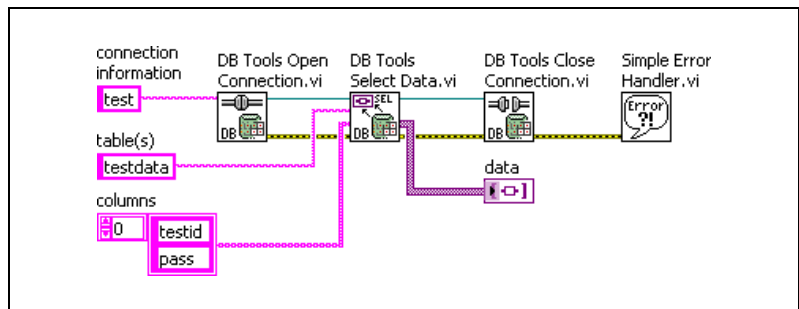 connection
information
test
DB Tools Open
Connection.vi
DB Tools
Select Data.vi
DB Tools Close
Connection.vi
Simple Error
Handler.vi
DB
SEL
DB
DB
Error
?!
table(s)
testdata
data
columns
0
testid
pass